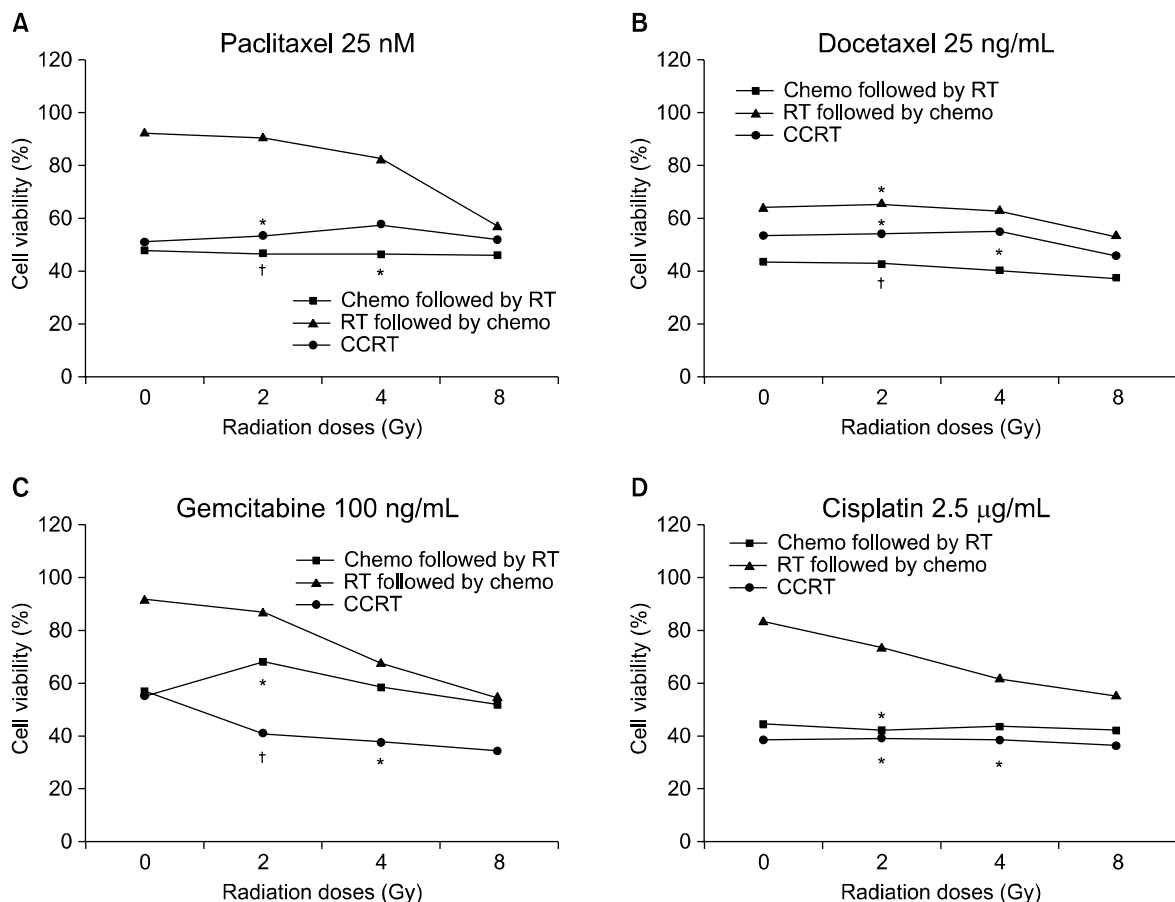 A
Paclitaxel 25 nM
120
100
80
60
40
20
0
Cell viability (%)
*
†
*
Chemo followed by RT
RT followed by chemo
CCRT
0 2 4 8
Radiation doses (Gy)
B
Docetaxel 25 ng/mL
120
100
80
60
40
20
0
Cell viability (%)
Chemo followed by RT
RT followed by chemo
CCRT
*
*
*
†
0 2 4 8
Radiation doses (Gy)
C
Gemcitabine 100 ng/mL
120
100
80
60
40
20
0
Cell viability (%)
Chemo followed by RT
RT followed by chemo
CCRT
*
†
*
0 2 4 8
Radiation doses (Gy)
D
Cisplatin 2.5 μg/mL
120
100
80
60
40
20
0
Cell viability (%)
Chemo followed by RT
RT followed by chemo
CCRT
*
* *
0 2 4 8
Radiation doses (Gy)